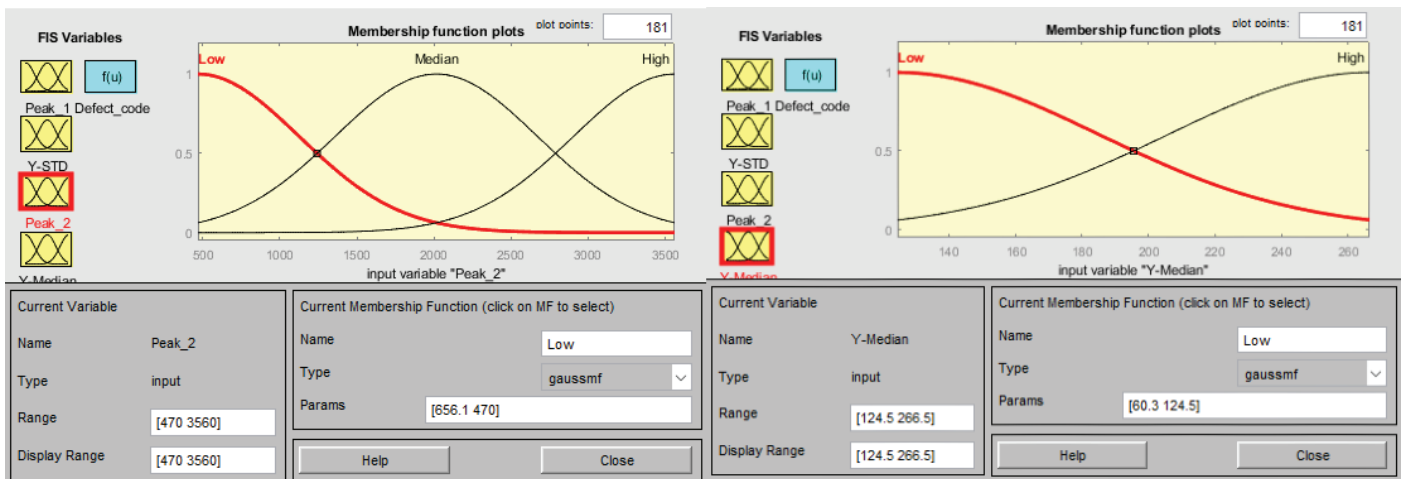 FIS Variables
Membership function plots
plot points:
181
f(u)
Peak_1 Defect_code
Y-STD
Peak_2
Y-Median
Low
Median
High
1
0.5
0
500 1000 1500 2000 2500 3000 3500
input variable "Peak_2"
Current Variable
Name Peak_2
Type input
Range [470 3560]
Display Range [470 3560]
Current Membership Function (click on MF to select)
Name Low
Type gaussmf
Params [656.1 470]
Help Close
FIS Variables
Membership function plots
plot points:
181
f(u)
Peak_1 Defect_code
Y-STD
Peak_2
Y-Median
Low
High
1
0.5
0
140 160 180 200 220 240 260
input variable "Y-Median"
Current Variable
Name Y-Median
Type input
Range [124.5 266.5]
Display Range [124.5 266.5]
Current Membership Function (click on MF to select)
Name Low
Type gaussmf
Params [60.3 124.5]
Help Close